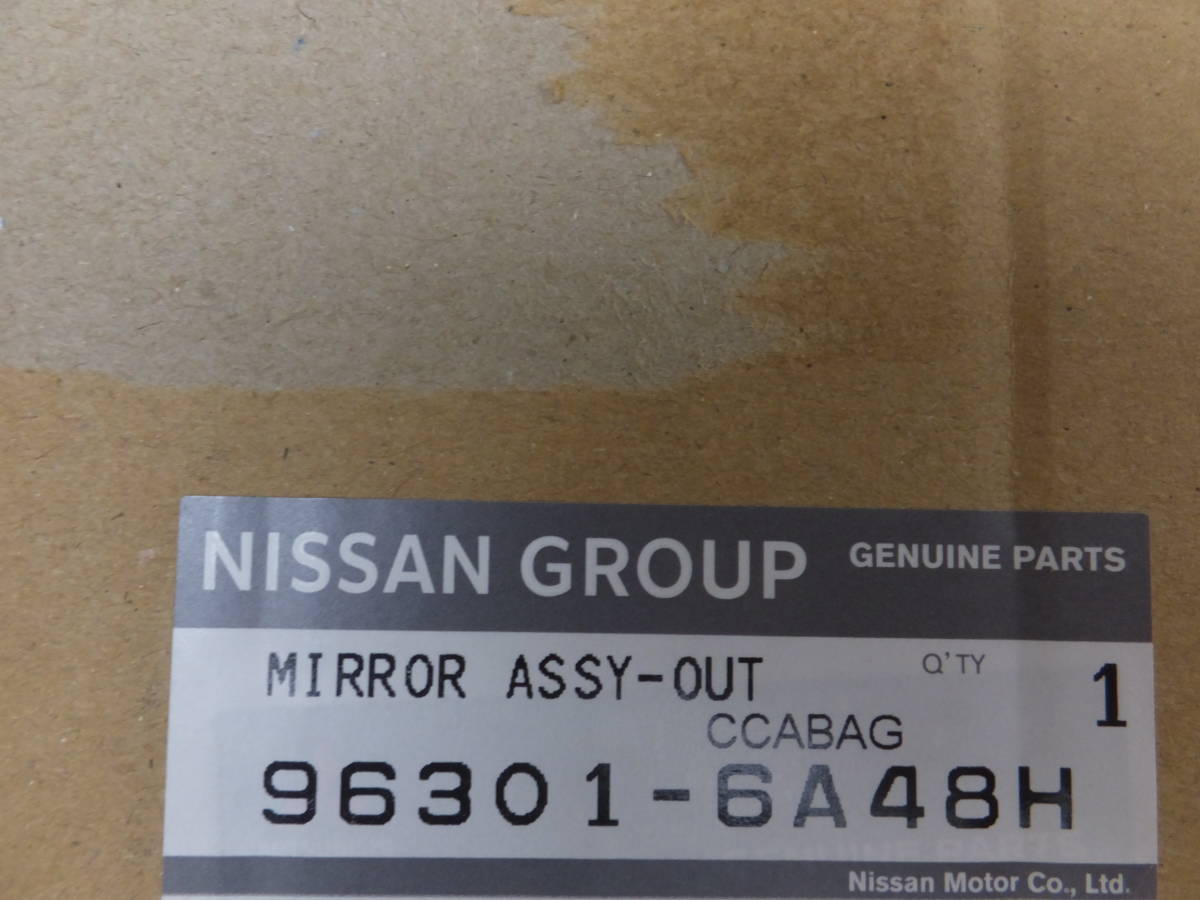 NISSAN GROUP GENUINE PARTS
MIRROR ASSY-OUT Q'TY 1
CCABAG
96301-6A48H
Nissan Motor Co., Ltd.